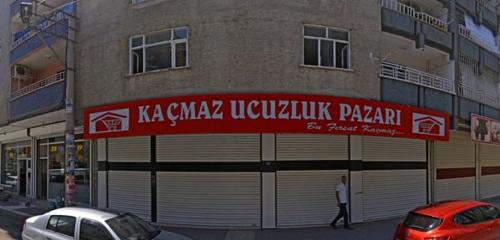 KAÇMAZ UCUZLUK PAZARI
Bu Fırsat Kaçmaz...